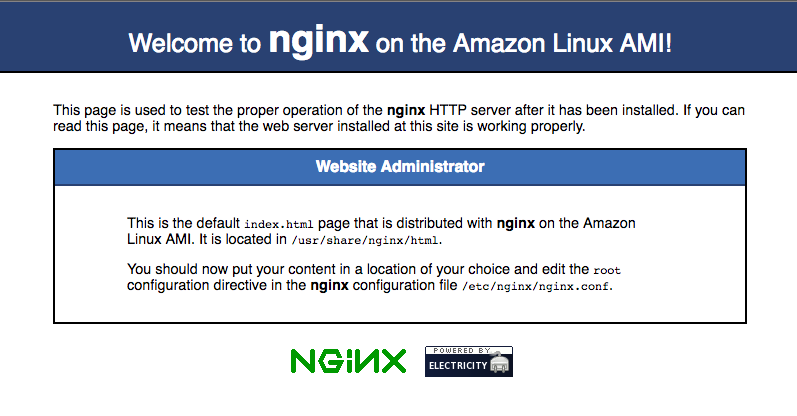 Welcome to nginx on the Amazon Linux AMI!
This page is used to test the proper operation of the nginx HTTP server after it has been installed. If you can
read this page, it means that the web server installed at this site is working properly.
Website Administrator
This is the default index.html page that is distributed with nginx on the Amazon
Linux AMI. It is located in /usr/share/nginx/html.
You should now put your content in a location of your choice and edit the root
configuration directive in the nginx configuration file /etc/nginx/nginx.conf.
NGINX
POWERED BY
ELECTRICITY